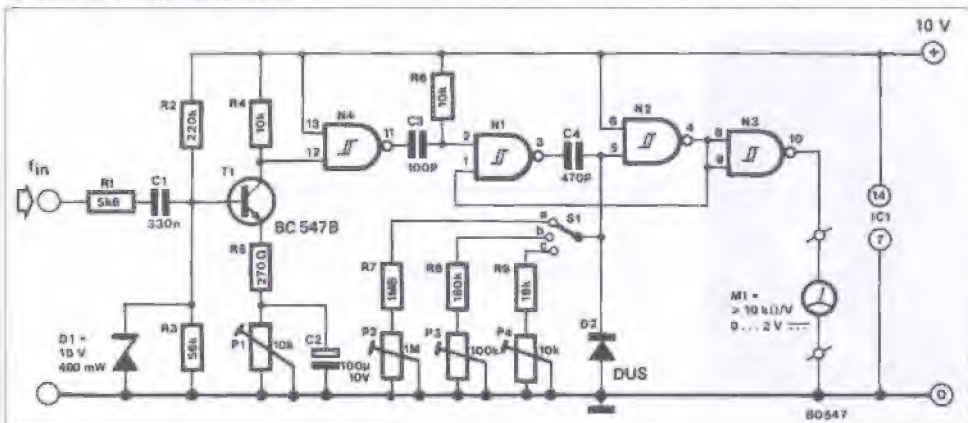 10 V
+
R2
220k
R4
10k
R6
10k
N4
13
12
11
C3
100p
N1
2
1
3
C4
470p
N2
6
5
4
N3
8
9
10
fin
R1
5k6
C1
330n
T1
BC 547B
R5
270 Ω
R7
1M8
R8
180k
R9
18k
a
b
c
S1
14
IC1
7
M1 =
> 10 kΩ/V
0 ... 2 V
D1 =
10 V
400 mW
R3
56k
P1
10k
C2
100µ
10V
P2
1M
P3
100k
P4
10k
D2
DUS
0